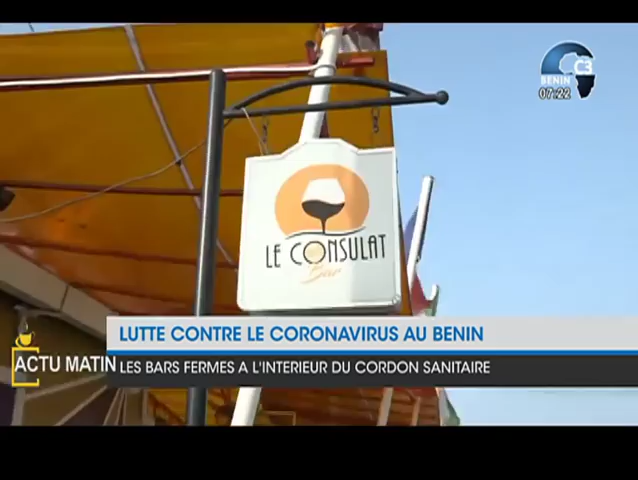 C3
BENIN
07:22
LE CONSULAT
Bar
LUTTE CONTRE LE CORONAVIRUS AU BENIN
ACTU MATIN
LES BARS FERMES A L'INTERIEUR DU CORDON SANITAIRE